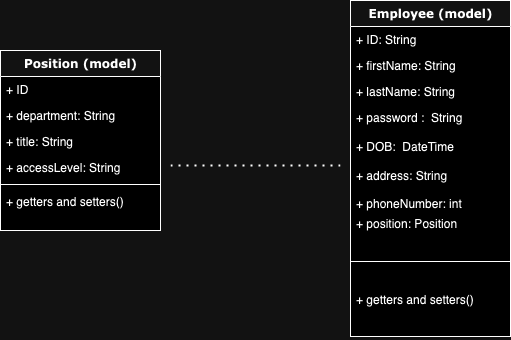 Position (model)
+ ID
+ department: String
+ title: String
+ accessLevel: String
+ getters and setters()
Employee (model)
+ ID: String
+ firstName: String
+ lastName: String
+ password :  String
+ DOB:  DateTime
+ address: String
+ phoneNumber: int
+ position: Position
+ getters and setters()